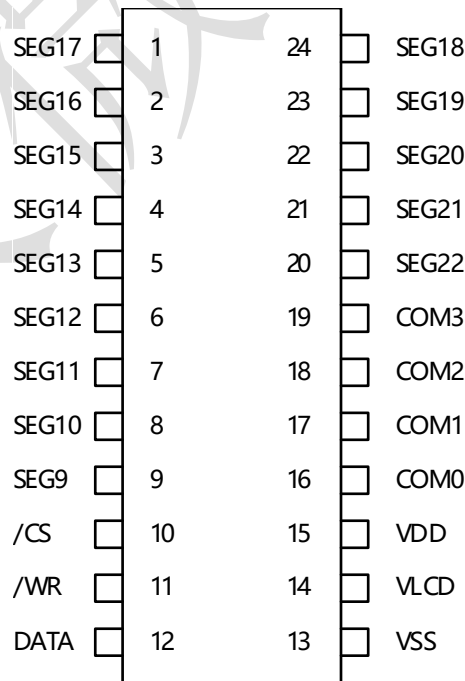 SEG17 1 24 SEG18
SEG16 2 23 SEG19
SEG15 3 22 SEG20
SEG14 4 21 SEG21
SEG13 5 20 SEG22
SEG12 6 19 COM3
SEG11 7 18 COM2
SEG10 8 17 COM1
SEG9 9 16 COM0
/CS 10 15 VDD
/WR 11 14 VLCD
DATA 12 13 VSS